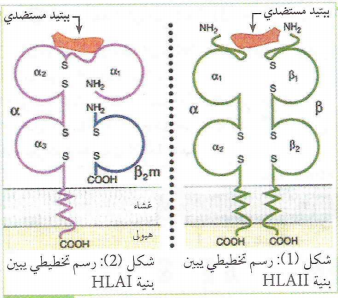 ببتيد مستضدي
α2
α1
S
S
NH2
NH2
α
α3
S
S
S
S
β2m
COOH
غشاء
هيولى
COOH
شكل (2): رسم تخطيطي يبين
بنية HLAI
ببتيد مستضدي
NH2
NH2
α1
β1
S
S
S
S
α
β
α2
β2
S
S
S
S
COOH
COOH
شكل (1): رسم تخطيطي يبين
بنية HLAII